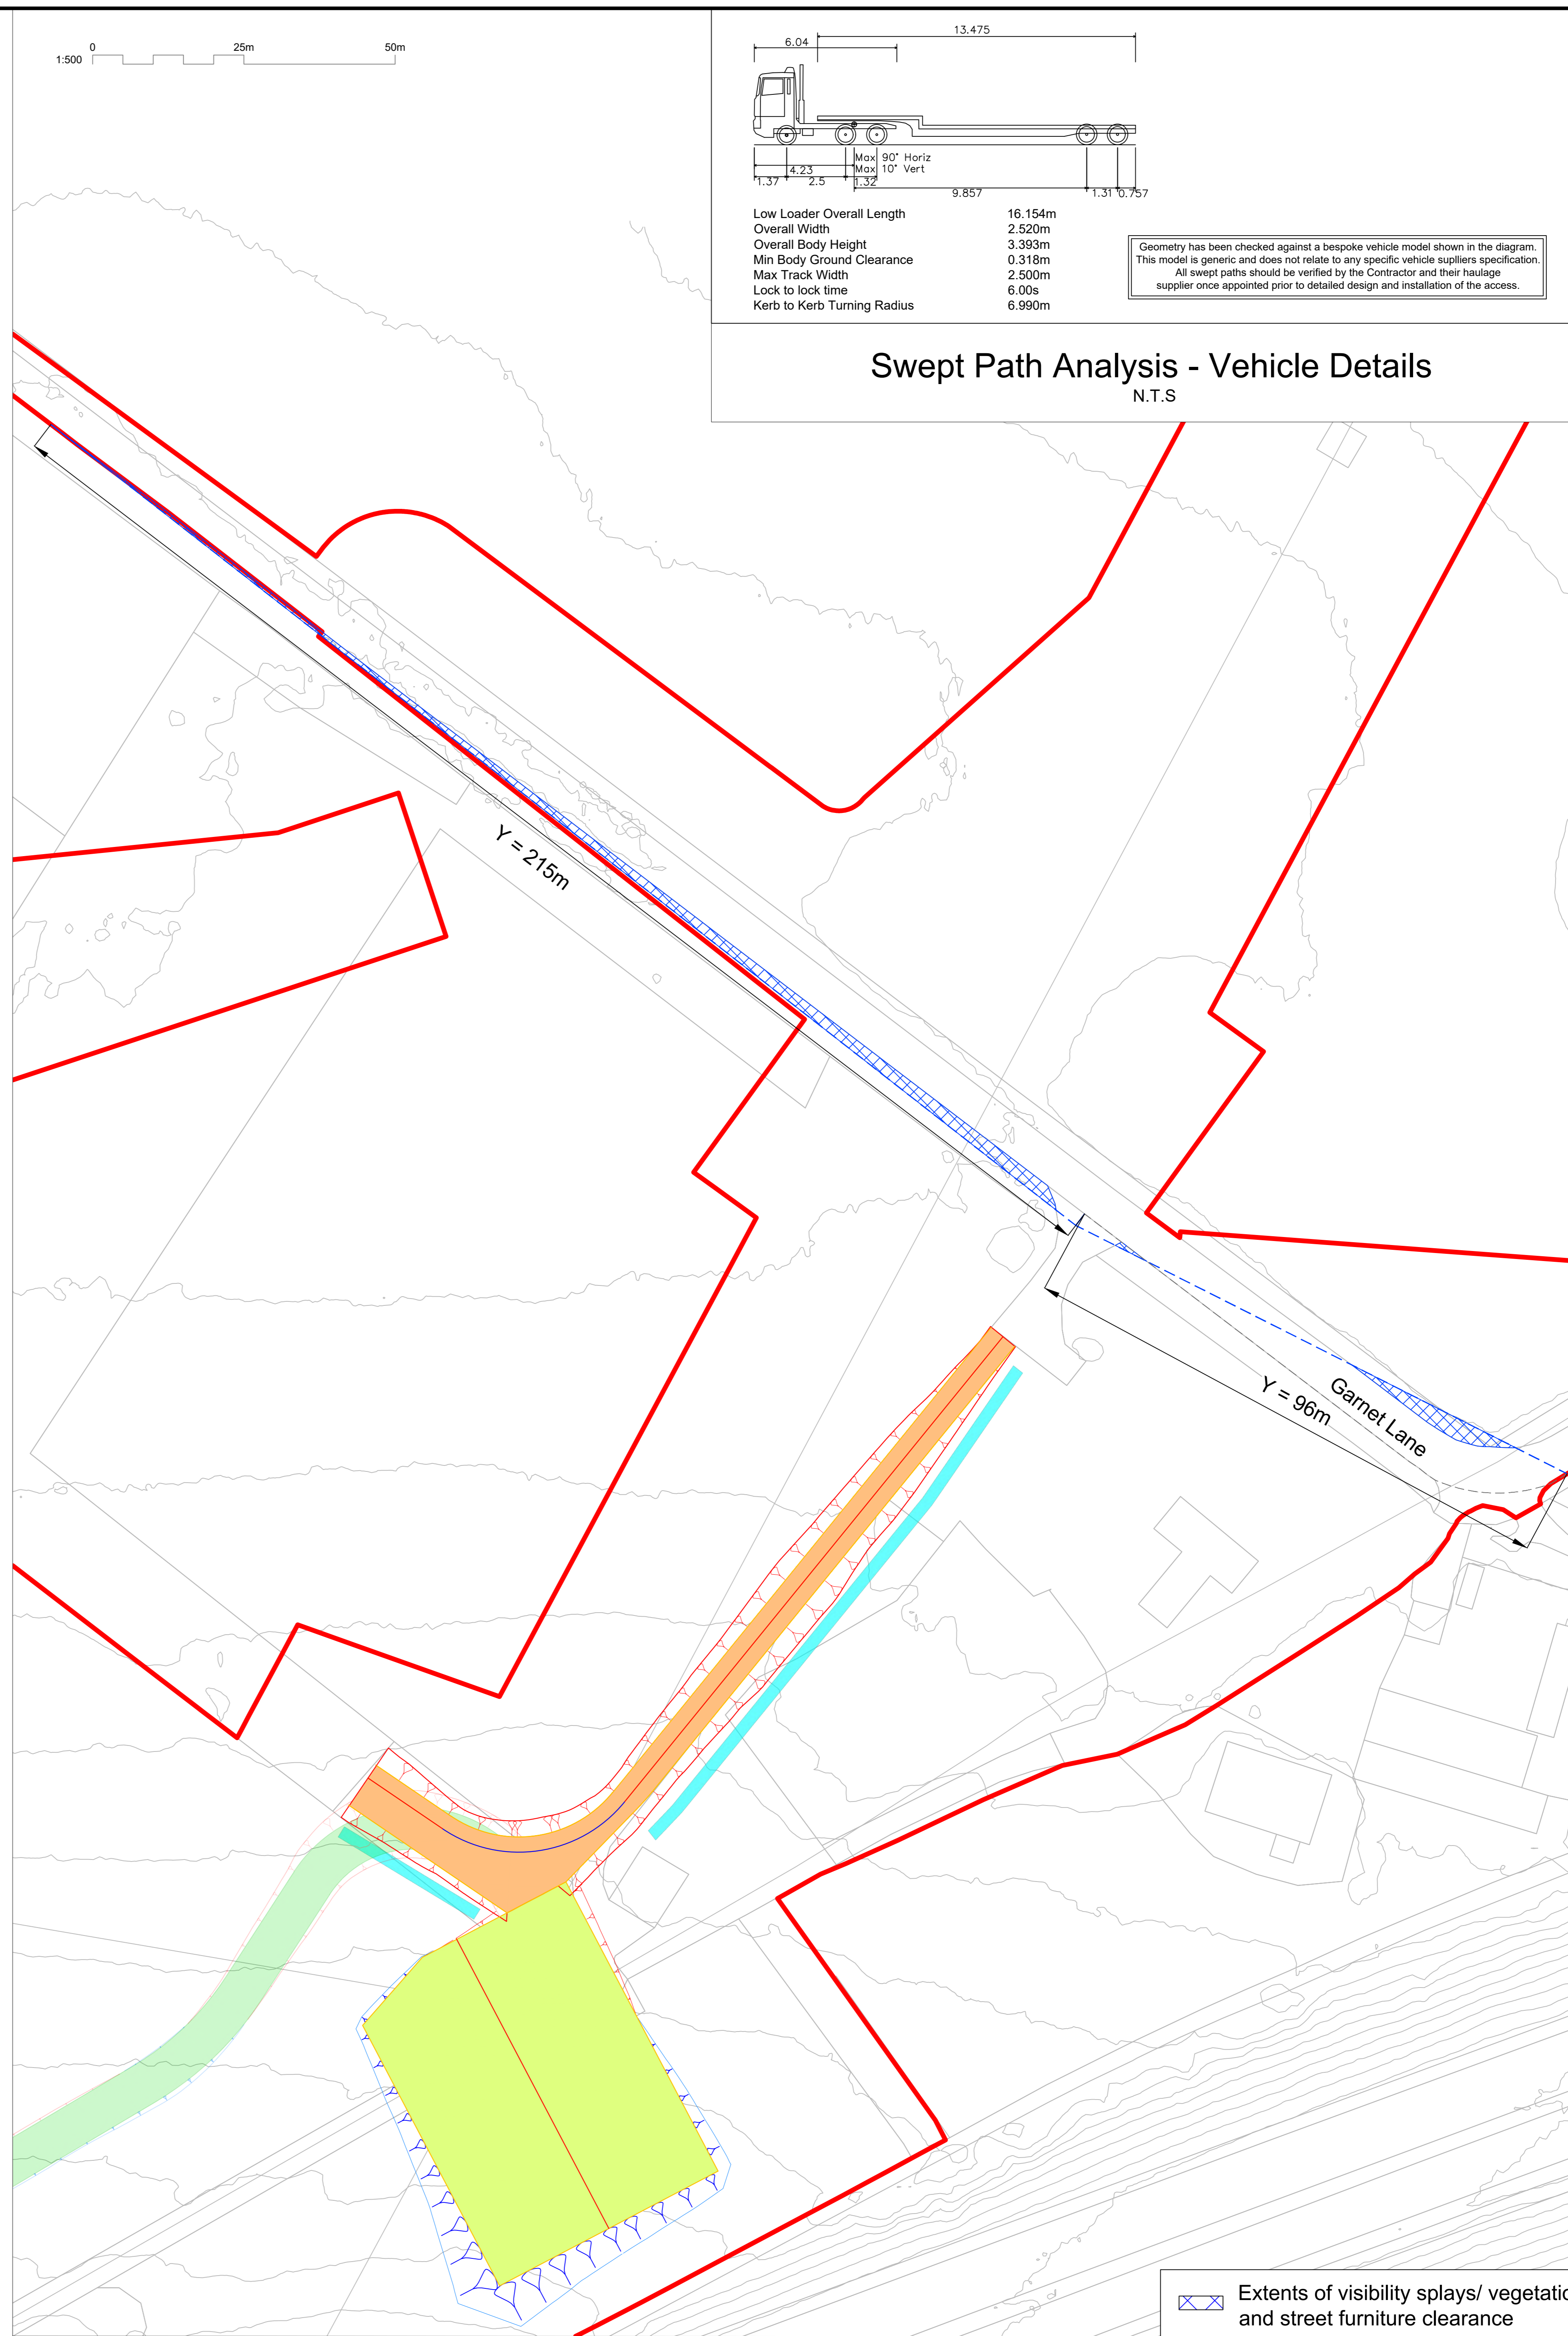 0 25m 50m
1:500
13.475
6.04
Max 90° Horiz
Max 10° Vert
4.23
1.37 2.5 1.32
9.857 1.31 0.757
Low Loader Overall Length 16.154m
Overall Width 2.520m
Overall Body Height 3.393m
Min Body Ground Clearance 0.318m
Max Track Width 2.500m
Lock to lock time 6.00s
Kerb to Kerb Turning Radius 6.990m
Geometry has been checked against a bespoke vehicle model shown in the diagram.
This model is generic and does not relate to any specific vehicle suplliers specification.
All swept paths should be verified by the Contractor and their haulage
supplier once appointed prior to detailed design and installation of the access.
Swept Path Analysis - Vehicle Details
N.T.S
Y = 215m
Y = 96m
Garnet Lane
Extents of visibility splays/ vegetatio
and street furniture clearance